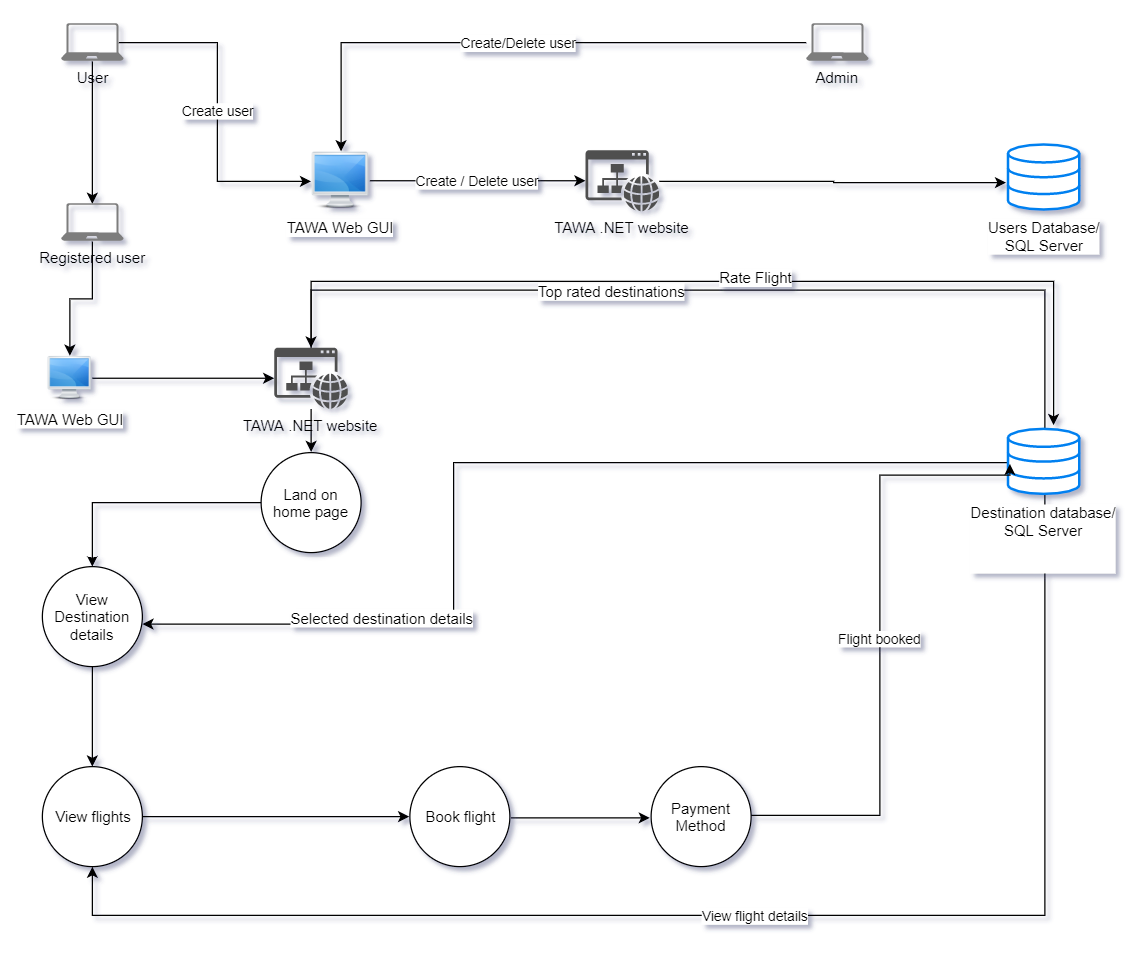 User
Create/Delete user
Admin
Create user
Create / Delete user
TAWA Web GUI
TAWA .NET website
Users Database/
SQL Server
Registered user
Rate Flight
Top rated destinations
TAWA Web GUI
TAWA .NET website
Land on
home page
Destination database/
SQL Server
View
Destination
details
Selected destination details
Flight booked
View flights
Book flight
Payment
Method
View flight details